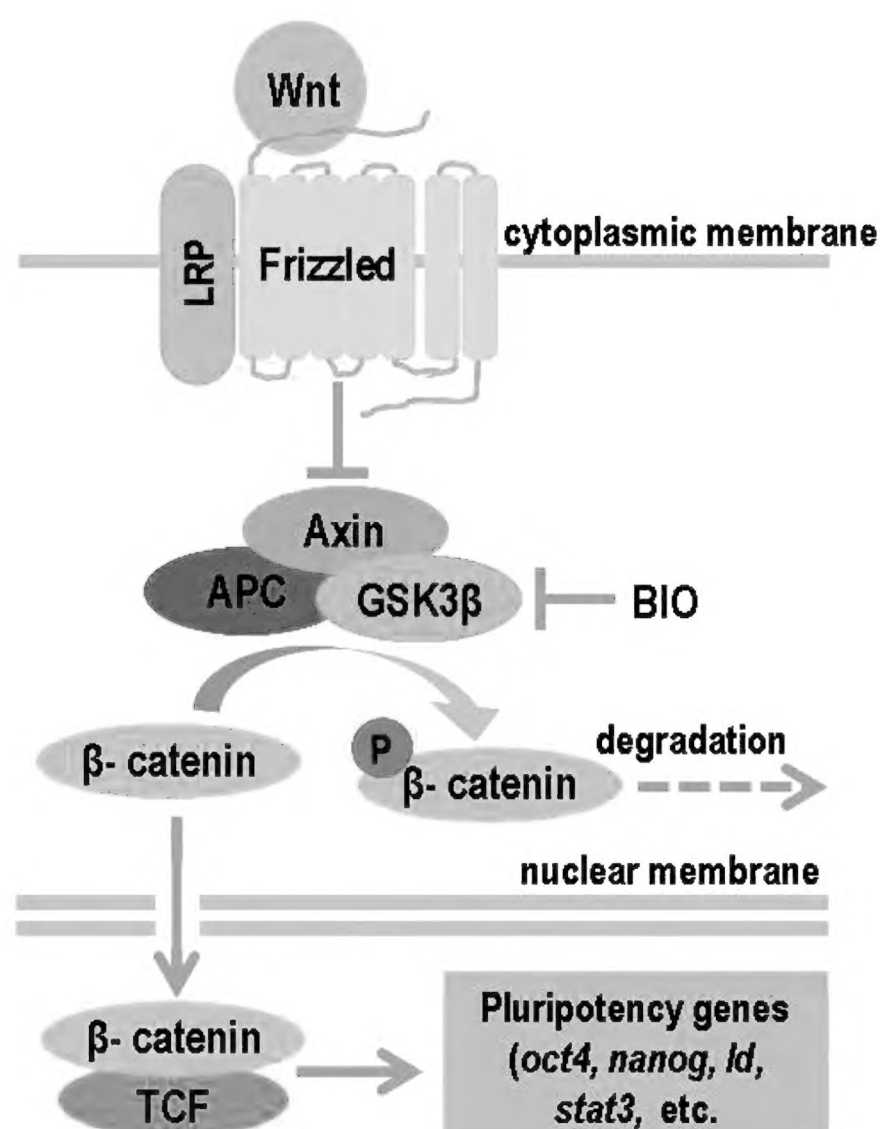 Wnt
cytoplasmic membrane
LRP
Frizzled
Axin
APC
GSK3β
BIO
β- catenin
P
β- catenin
degradation
nuclear membrane
β- catenin
TCF
Pluripotency genes
(oct4, nanog, Id,
stat3, etc.